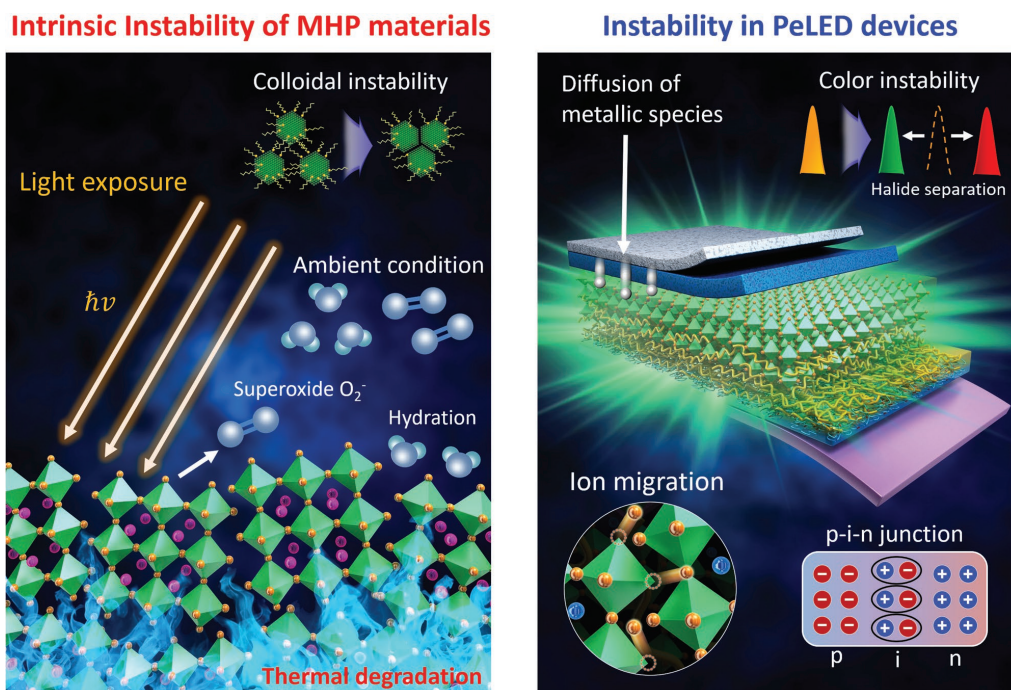 Intrinsic Instability of MHP materials
Colloidal instability
Light exposure
ℏν
Ambient condition
Superoxide O₂⁻
Hydration
Thermal degradation
Instability in PeLED devices
Diffusion of
metallic species
Color instability
Halide separation
Ion migration
p-i-n junction
− − + − + +
− − + − + +
− − + − + +
p i n